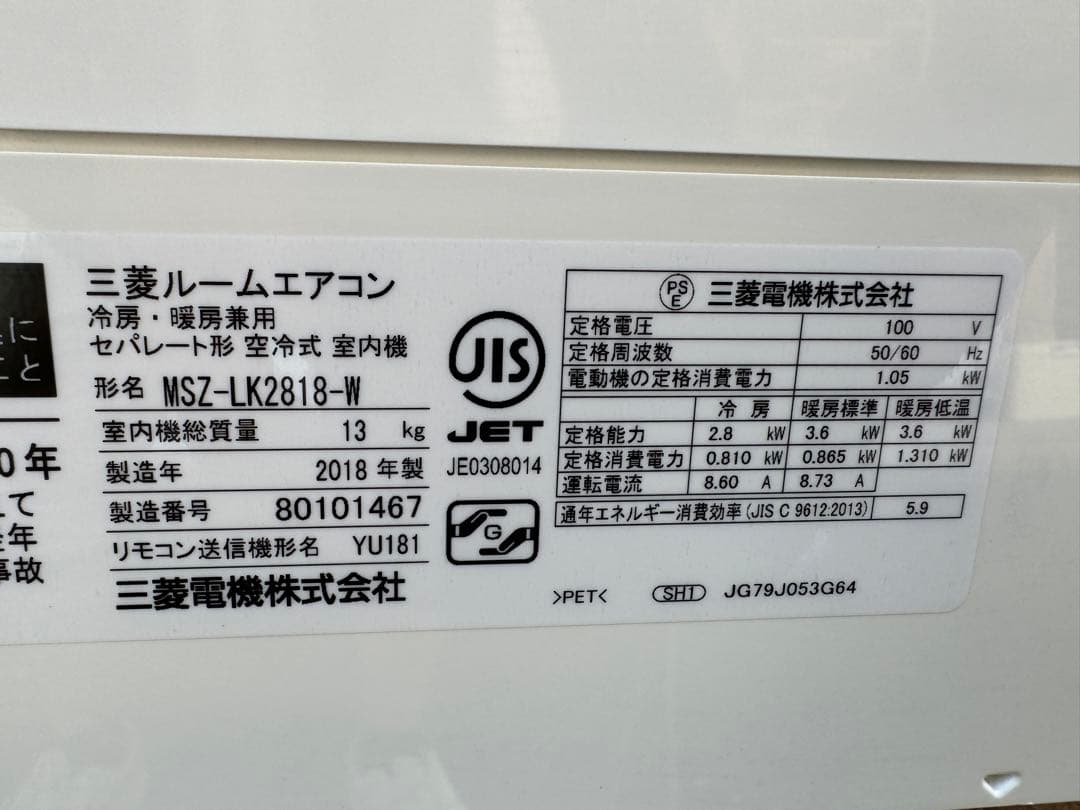 に
こと
0年
て
年
事故
三菱ルームエアコン
冷房・暖房兼用
セパレート形 空冷式 室内機
形名 MSZ-LK2818-W
室内機総質量 13 kg
製造年 2018 年製
製造番号 80101467
リモコン送信機形名 YU181
三菱電機株式会社
JIS
JET
JE0308014
G
PS
E
三菱電機株式会社
定格電圧 100 V
定格周波数 50/60 Hz
電動機の定格消費電力 1.05 kW
冷房 暖房標準 暖房低温
定格能力 2.8 kW 3.6 kW 3.6 kW
定格消費電力 0.810 kW 0.865 kW 1.310 kW
運転電流 8.60 A 8.73 A
通年エネルギー消費効率(JIS C 9612:2013) 5.9
>PET< SH1 JG79J053G64